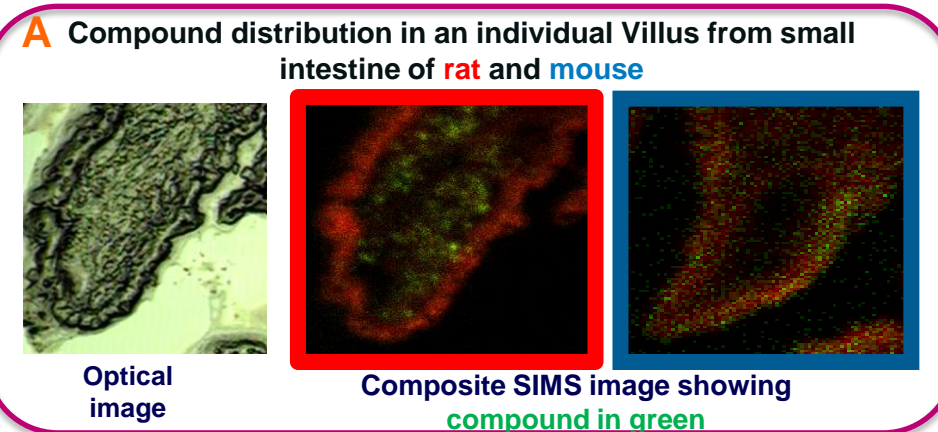 A Compound distribution in an individual Villus from small
intestine of rat and mouse
Optical
image
Composite SIMS image showing
compound in green